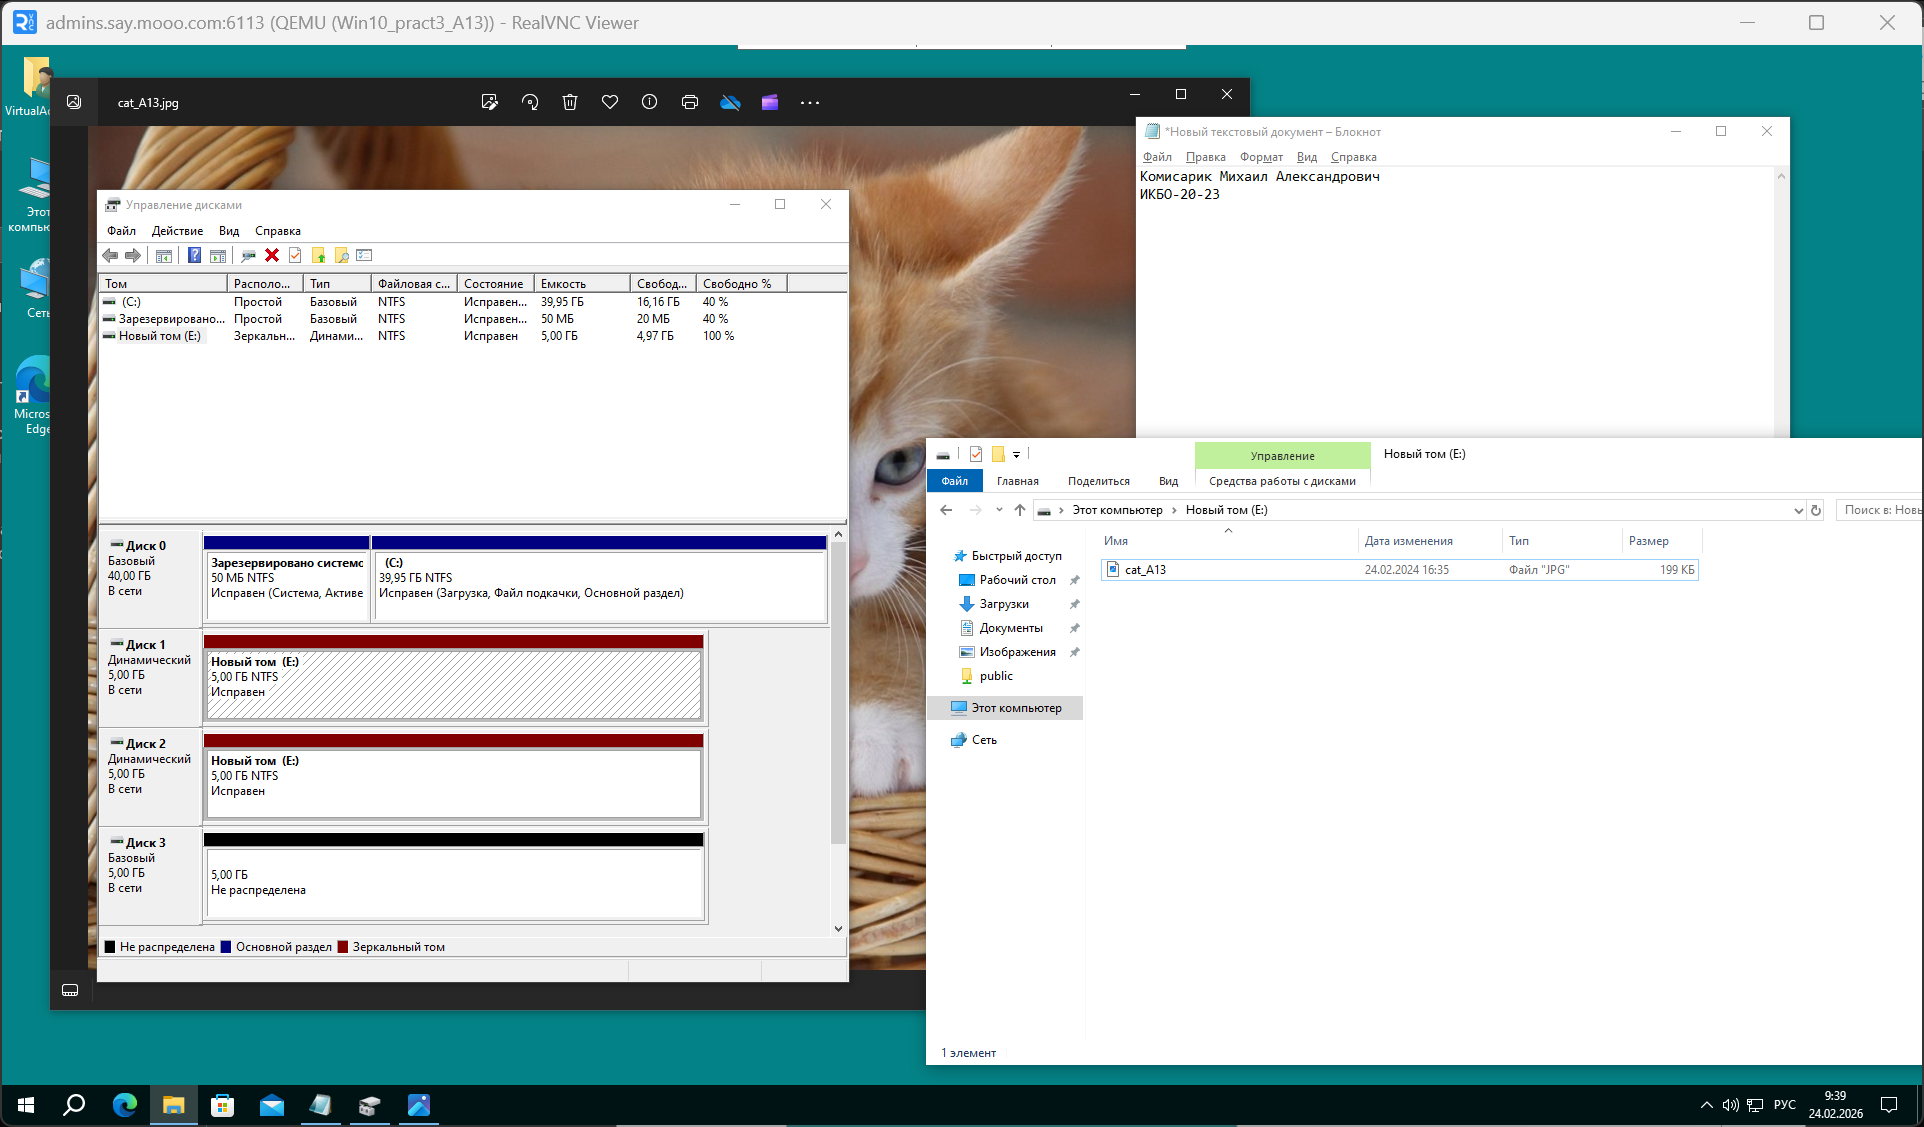 admins.say.mooo.com:6113 (QEMU (Win10_pract3_A13)) - RealVNC Viewer
VirtualAc
Этот
компью
Сеть
Micros
Edge
cat_A13.jpg
Управление дисками
Файл Действие Вид Справка
Том Располо... Тип Файловая с... Состояние Емкость Свобод... Свободно %
(C:) Простой Базовый NTFS Исправен... 39,95 ГБ 16,16 ГБ 40 %
Зарезервировано... Простой Базовый NTFS Исправен... 50 МБ 20 МБ 40 %
Новый том (E:) Зеркальн... Динами... NTFS Исправен 5,00 ГБ 4,97 ГБ 100 %
Диск 0
Базовый
40,00 ГБ
В сети
Зарезервировано системо
50 МБ NTFS
Исправен (Система, Активе
(C:)
39,95 ГБ NTFS
Исправен (Загрузка, Файл подкачки, Основной раздел)
Диск 1
Динамический
5,00 ГБ
В сети
Новый том (E:)
5,00 ГБ NTFS
Исправен
Диск 2
Динамический
5,00 ГБ
В сети
Новый том (E:)
5,00 ГБ NTFS
Исправен
Диск 3
Базовый
5,00 ГБ
В сети
5,00 ГБ
Не распределена
Не распределена Основной раздел Зеркальный том
*Новый текстовый документ – Блокнот
Файл Правка Формат Вид Справка
Комисарик Михаил Александрович
ИКБО-20-23
Управление Новый том (E:)
Файл Главная Поделиться Вид Средства работы с дисками
Этот компьютер › Новый том (E:) Поиск в: Новы
Имя Дата изменения Тип Размер
cat_A13 24.02.2024 16:35 Файл "JPG" 199 КБ
Быстрый доступ
Рабочий стол
Загрузки
Документы
Изображения
public
Этот компьютер
Сеть
1 элемент
РУС
9:39
24.02.2026